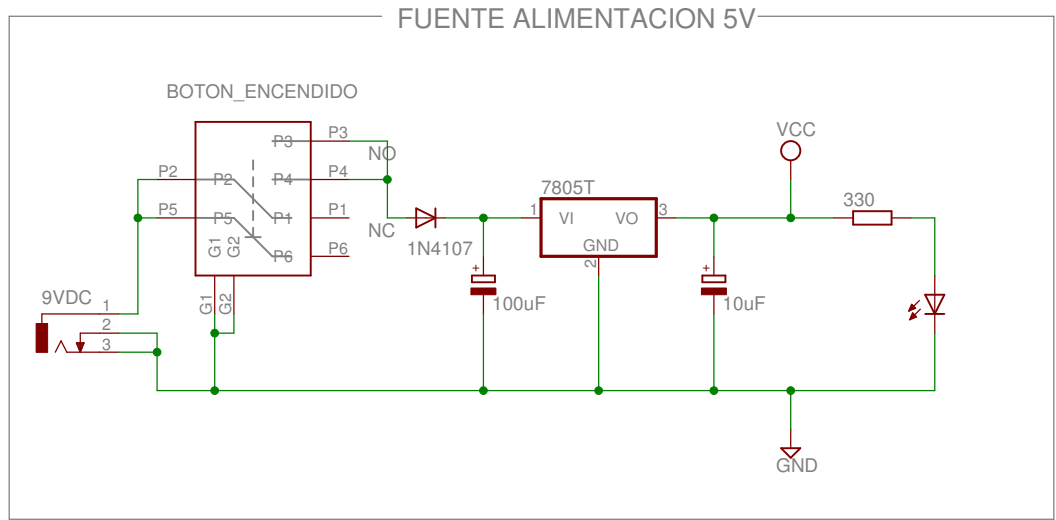 FUENTE ALIMENTACION 5V
BOTON_ENCENDIDO
P3 P3
NO
P2 P2 P4 P4
P5 P5 P1 P1
NC
P6 P6
G1 G2
G1 G2
1N4107
+
100uF
7805T
1 VI VO 3
GND
2
+
10uF
VCC
330
9VDC 1
2
3
GND